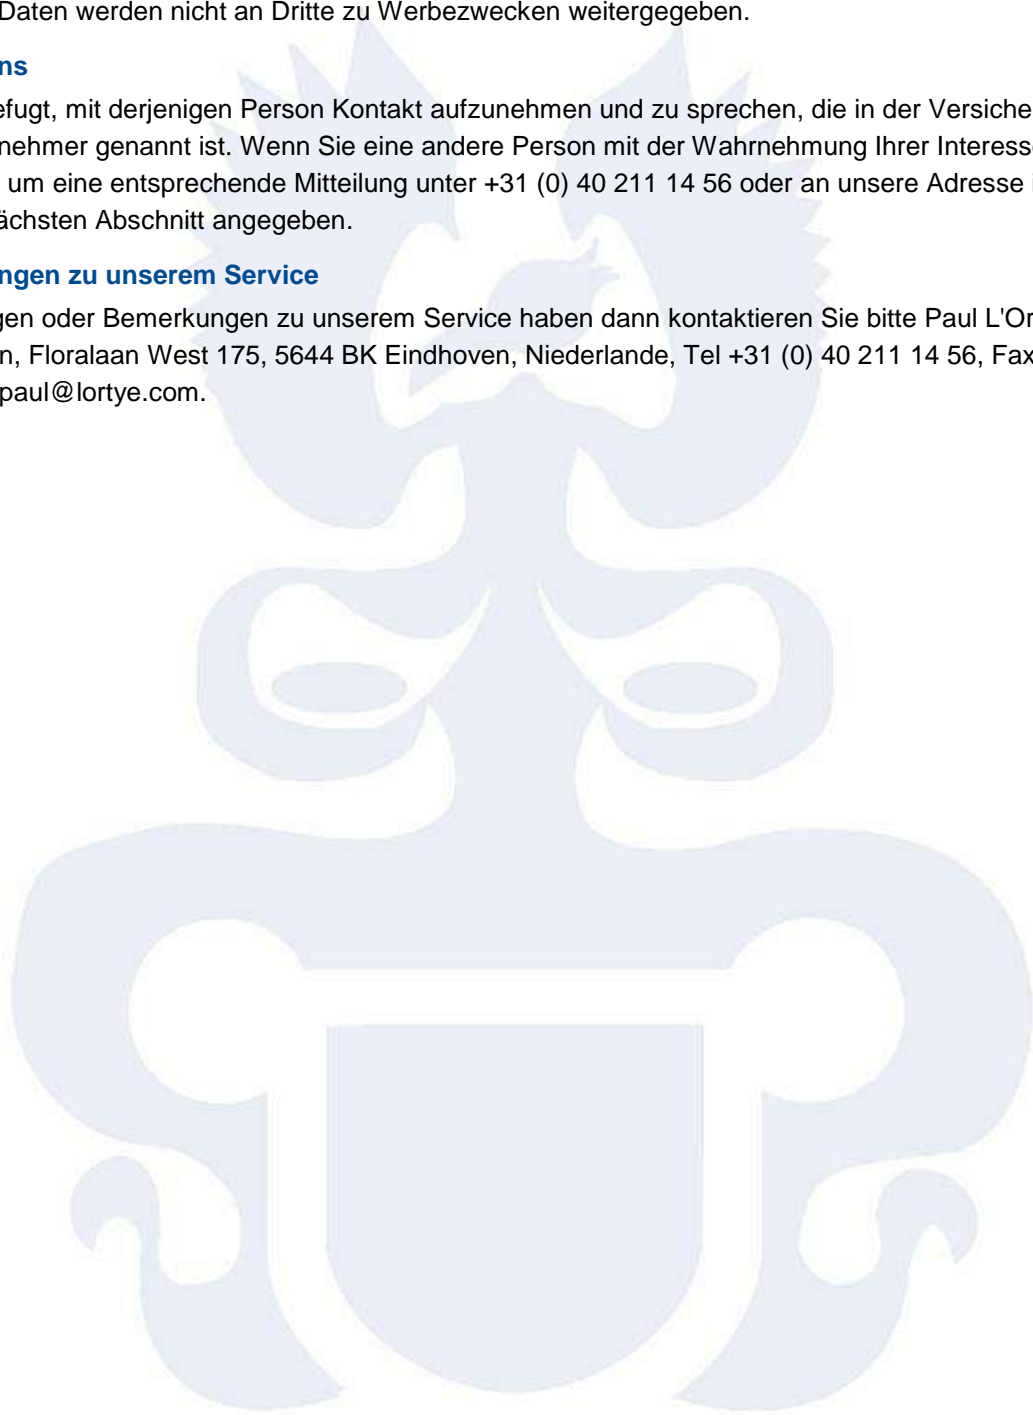 Daten werden nicht an Dritte zu Werbezwecken weitergegeben.
ns
efugt, mit derjenigen Person Kontakt aufzunehmen und zu sprechen, die in der Versiche
nehmer genannt ist. Wenn Sie eine andere Person mit der Wahrnehmung Ihrer Interess
um eine entsprechende Mitteilung unter +31 (0) 40 211 14 56 oder an unsere Adresse
ächsten Abschnitt angegeben.
ngen zu unserem Service
gen oder Bemerkungen zu unserem Service haben dann kontaktieren Sie bitte Paul L'Or
n, Floralaan West 175, 5644 BK Eindhoven, Niederlande, Tel +31 (0) 40 211 14 56, Fax
paul@lortye.com.